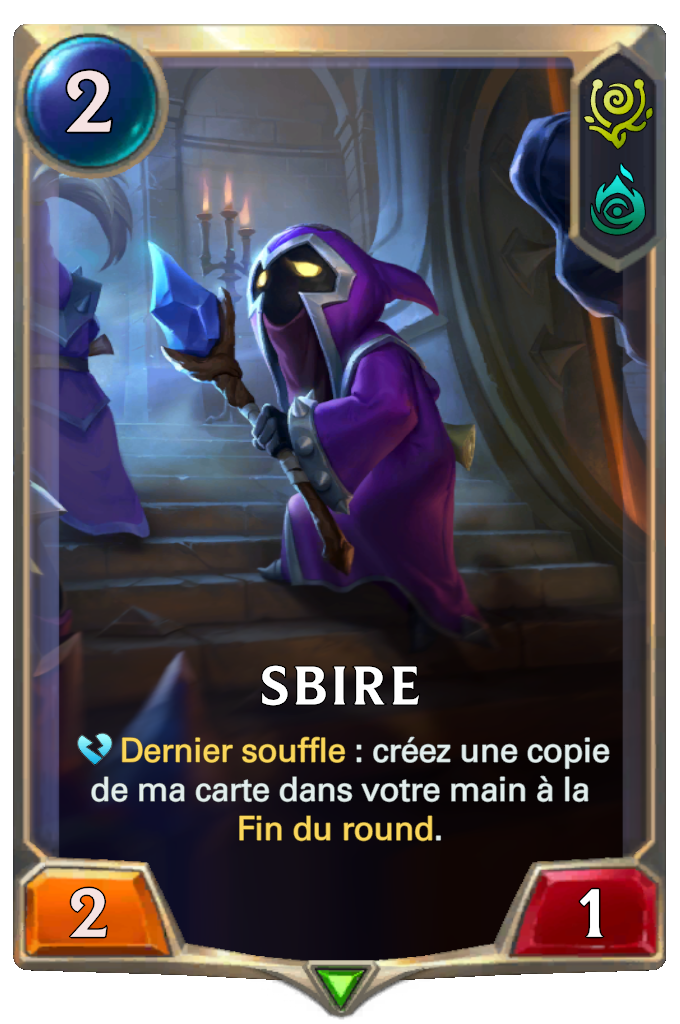 2
SBIRE
Dernier souffle : créez une copie
de ma carte dans votre main à la
Fin du round.
2
1